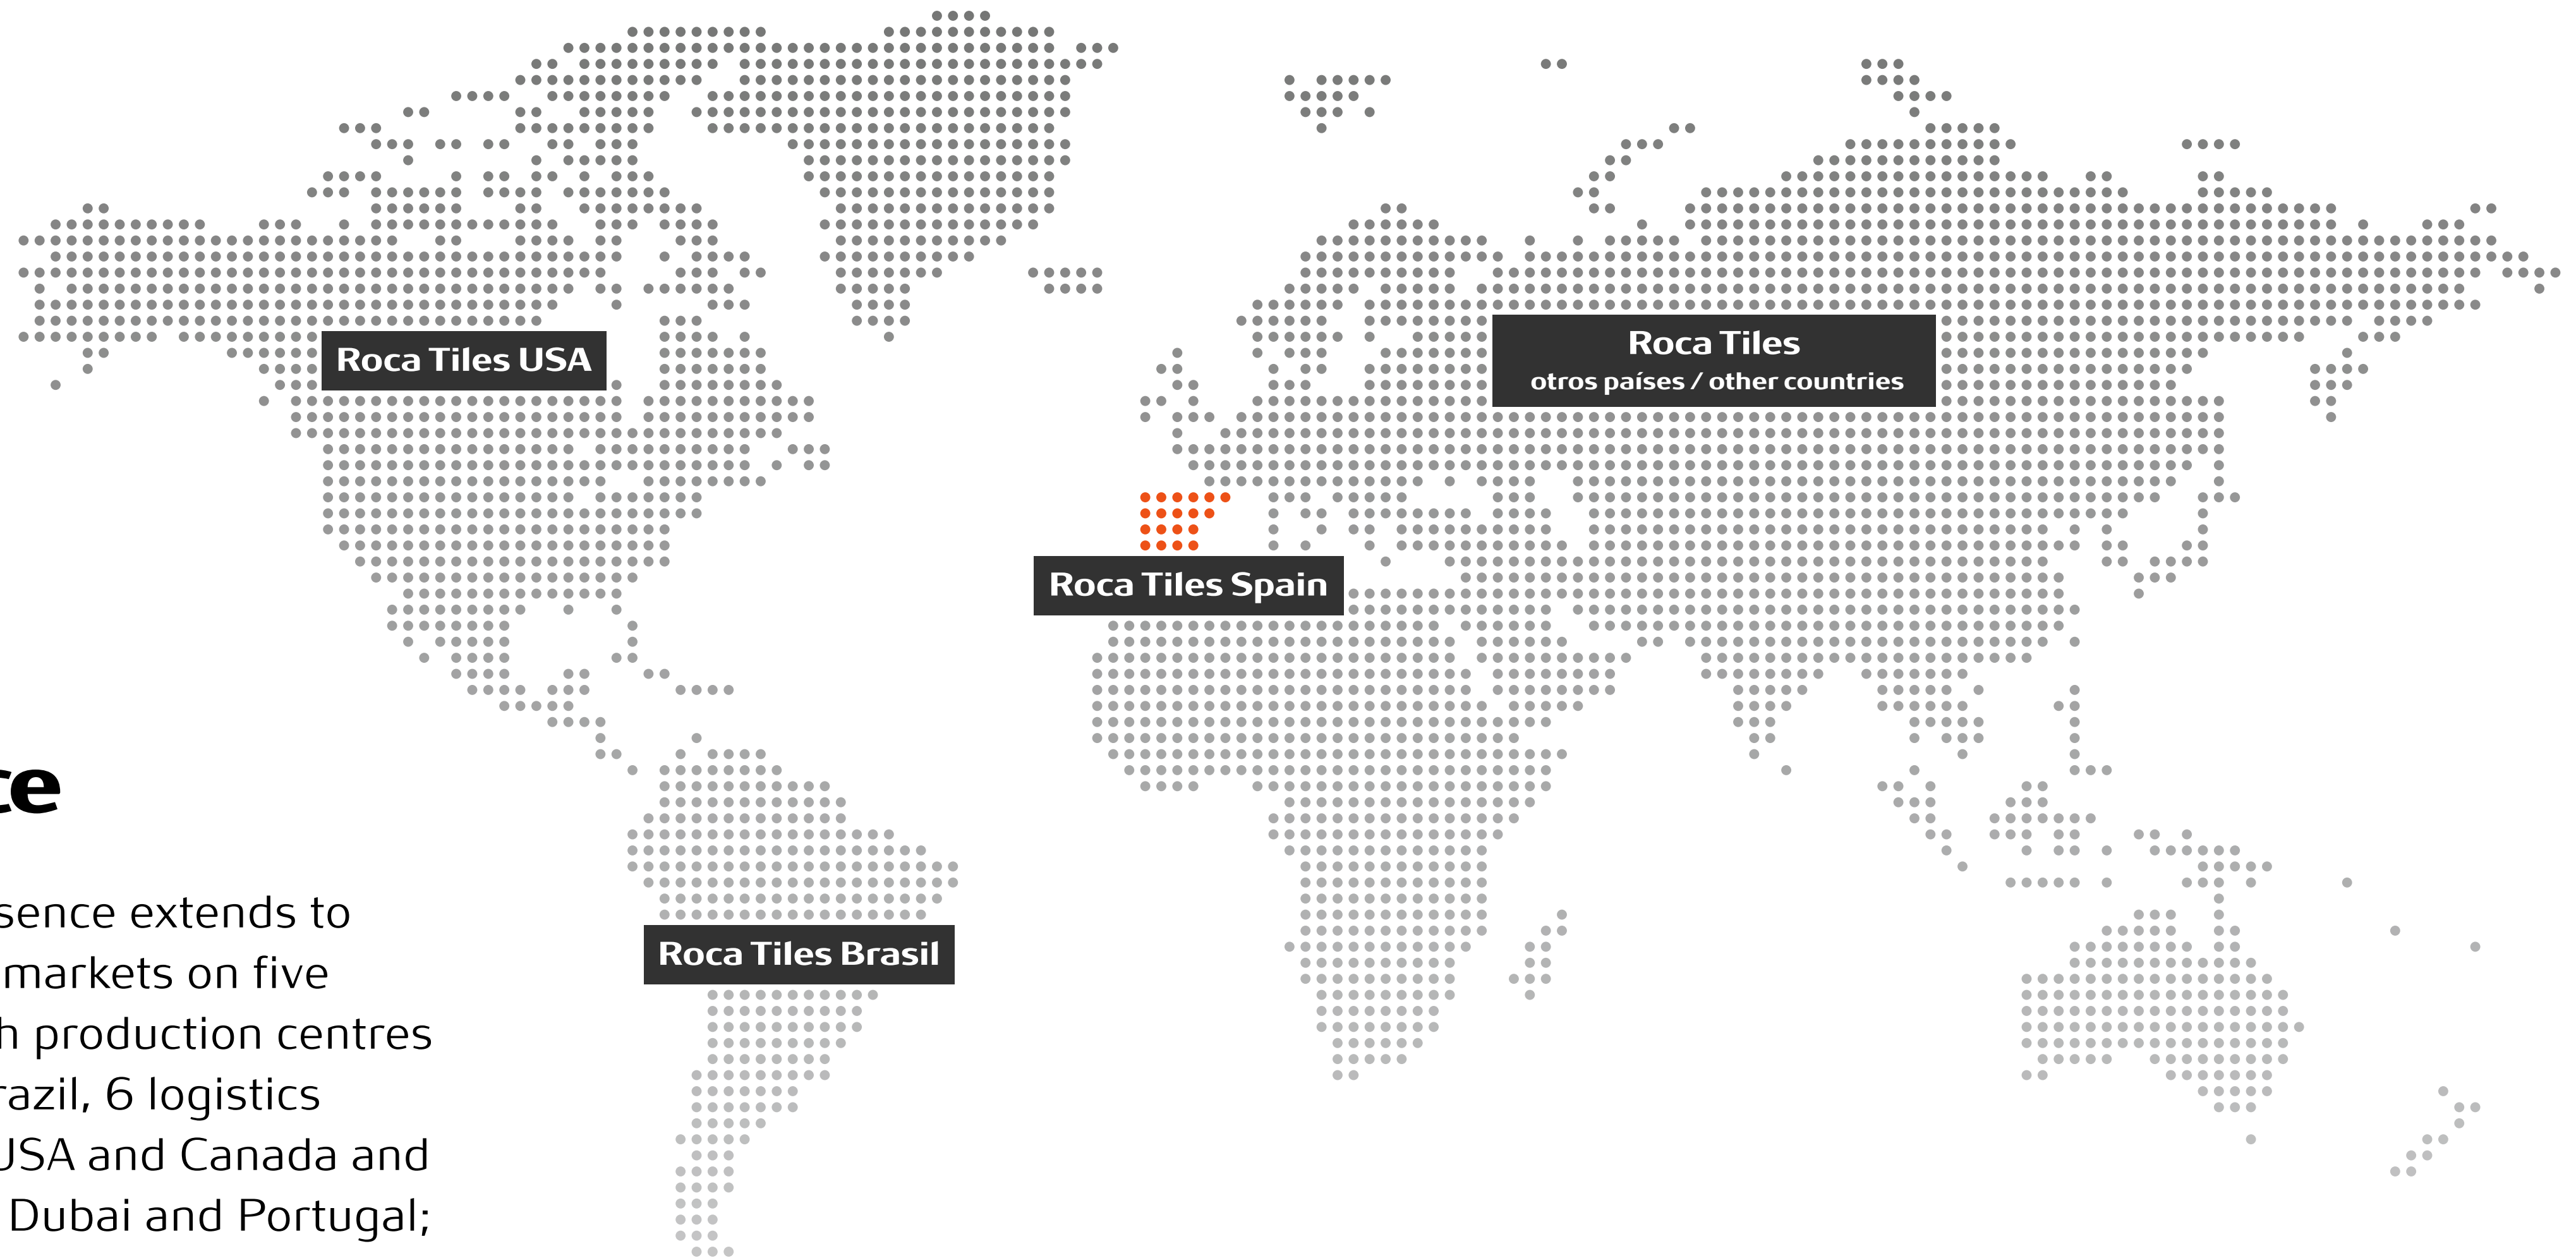 Roca Tiles USA
Roca Tiles
otros países / other countries
Roca Tiles Spain
Roca Tiles Brasil
ce
sence extends to
markets on five
h production centres
razil, 6 logistics
USA and Canada and
Dubai and Portugal;